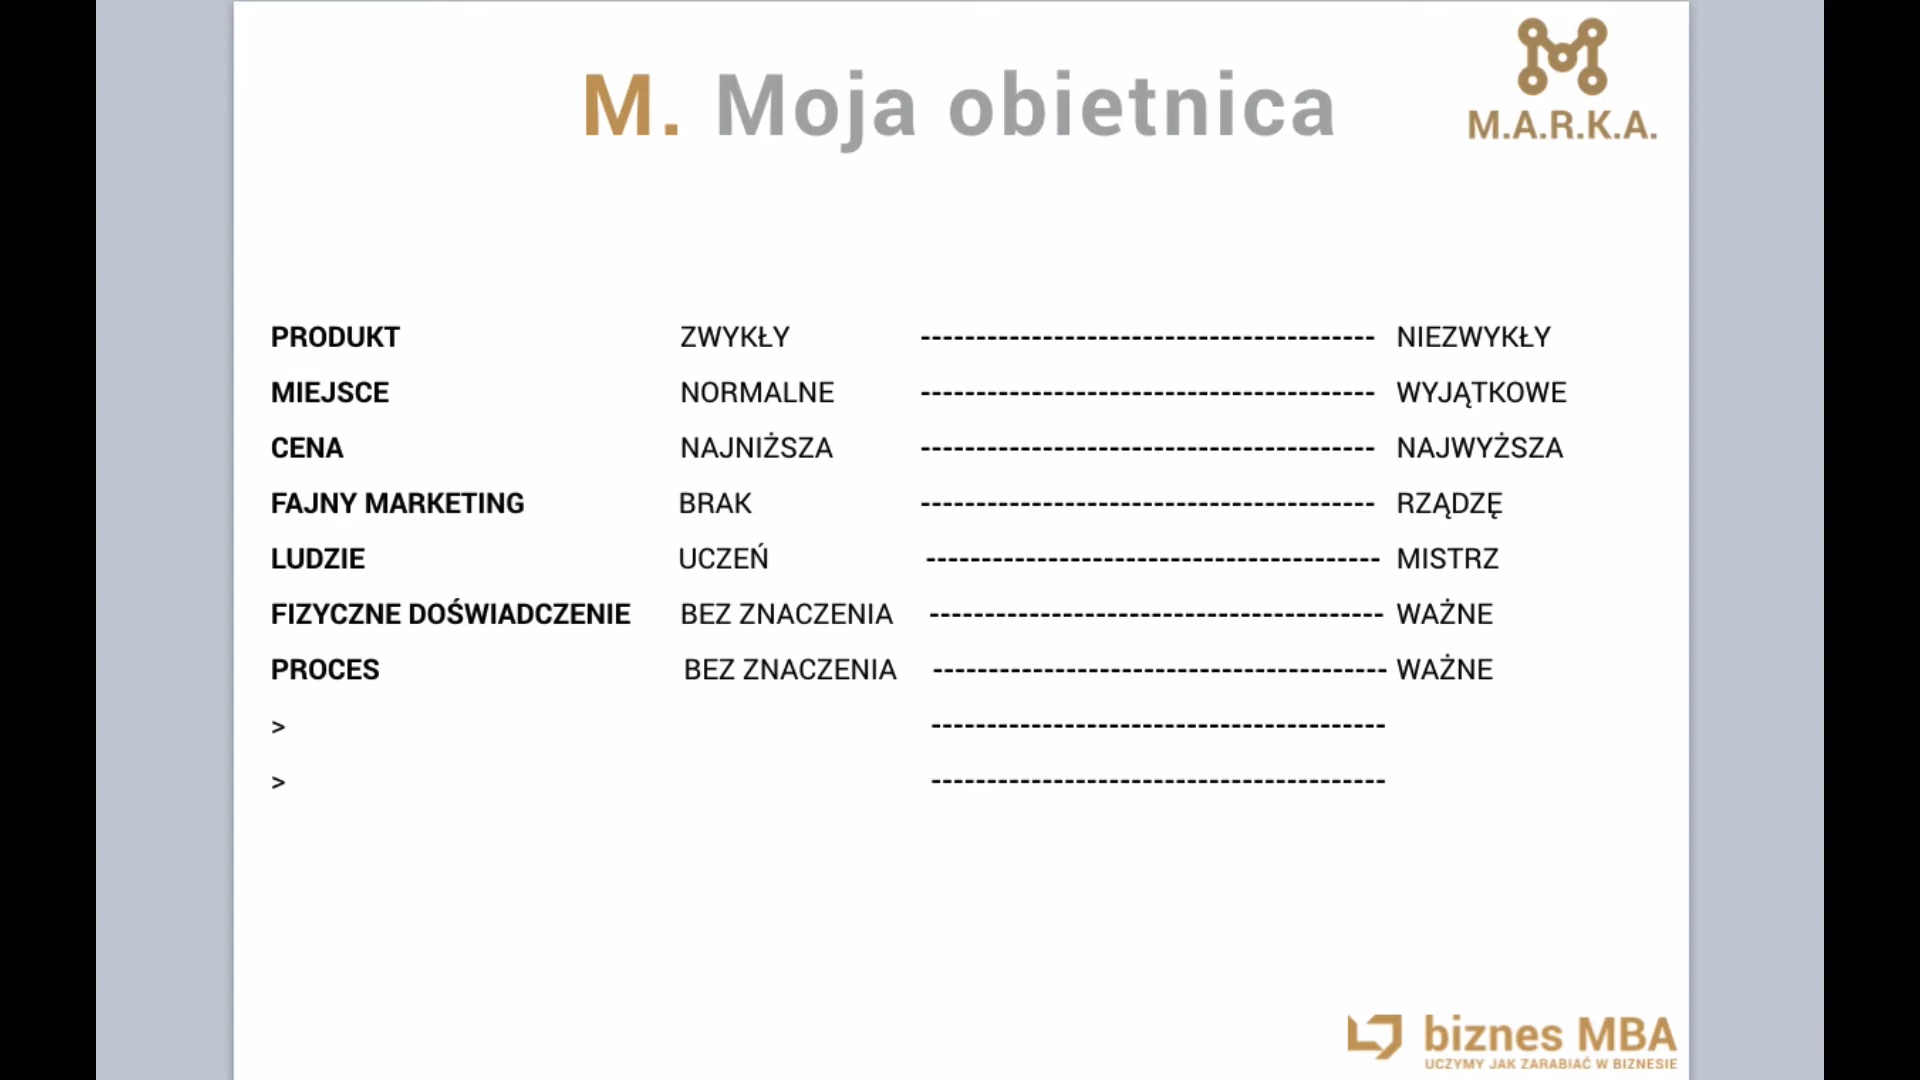 M. Moja obietnica
M.A.R.K.A.
PRODUKT ZWYKŁY ----------------------------------------- NIEZWYKŁY
MIEJSCE NORMALNE ----------------------------------------- WYJĄTKOWE
CENA NAJNIŻSZA ----------------------------------------- NAJWYŻSZA
FAJNY MARKETING BRAK ----------------------------------------- RZĄDZĘ
LUDZIE UCZEŃ ----------------------------------------- MISTRZ
FIZYCZNE DOŚWIADCZENIE BEZ ZNACZENIA ----------------------------------------- WAŻNE
PROCES BEZ ZNACZENIA ----------------------------------------- WAŻNE
> -----------------------------------------
> -----------------------------------------
biznes MBA
UCZYMY JAK ZARABIAĆ W BIZNESIE